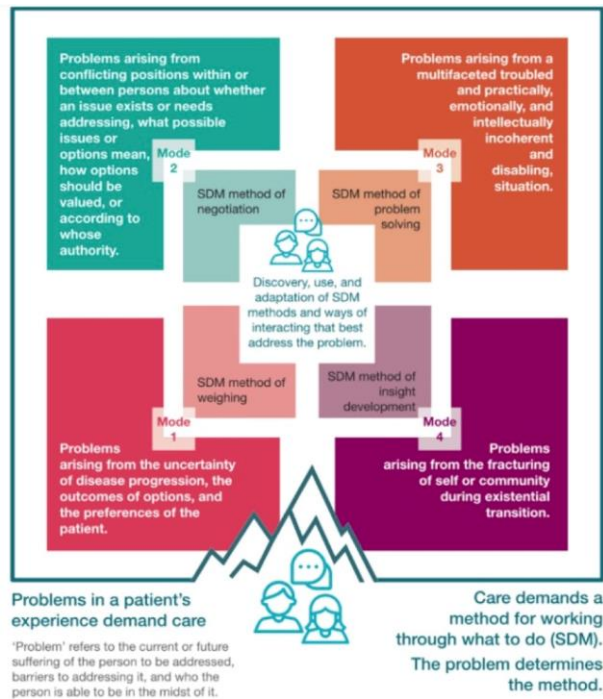 Problems arising from
conflicting positions within or
between persons about whether
an issue exists or needs
addressing, what possible
issues or
options mean,
how options
should be
valued, or
according to
whose
authority.
Mode
2
SDM method of
negotiation
Problems arising from a
multifaceted troubled
and practically,
emotionally, and
intellectually
incoherent
and
disabling,
situation.
Mode
3
SDM method of
problem
solving
Discovery, use, and
adaptation of SDM
methods and ways of
interacting that best
address the problem.
SDM method of
weighing
Mode
1
Problems
arising from the uncertainty
of disease progression, the
outcomes of options, and
the preferences of the
patient.
SDM method of
insight
development
Mode
4
Problems
arising from the fracturing
of self or community
during existential
transition.
Problems in a patient's
experience demand care
'Problem' refers to the current or future
suffering of the person to be addressed,
barriers to addressing it, and who the
person is able to be in the midst of it.
Care demands a
method for working
through what to do (SDM).
The problem determines
the method.